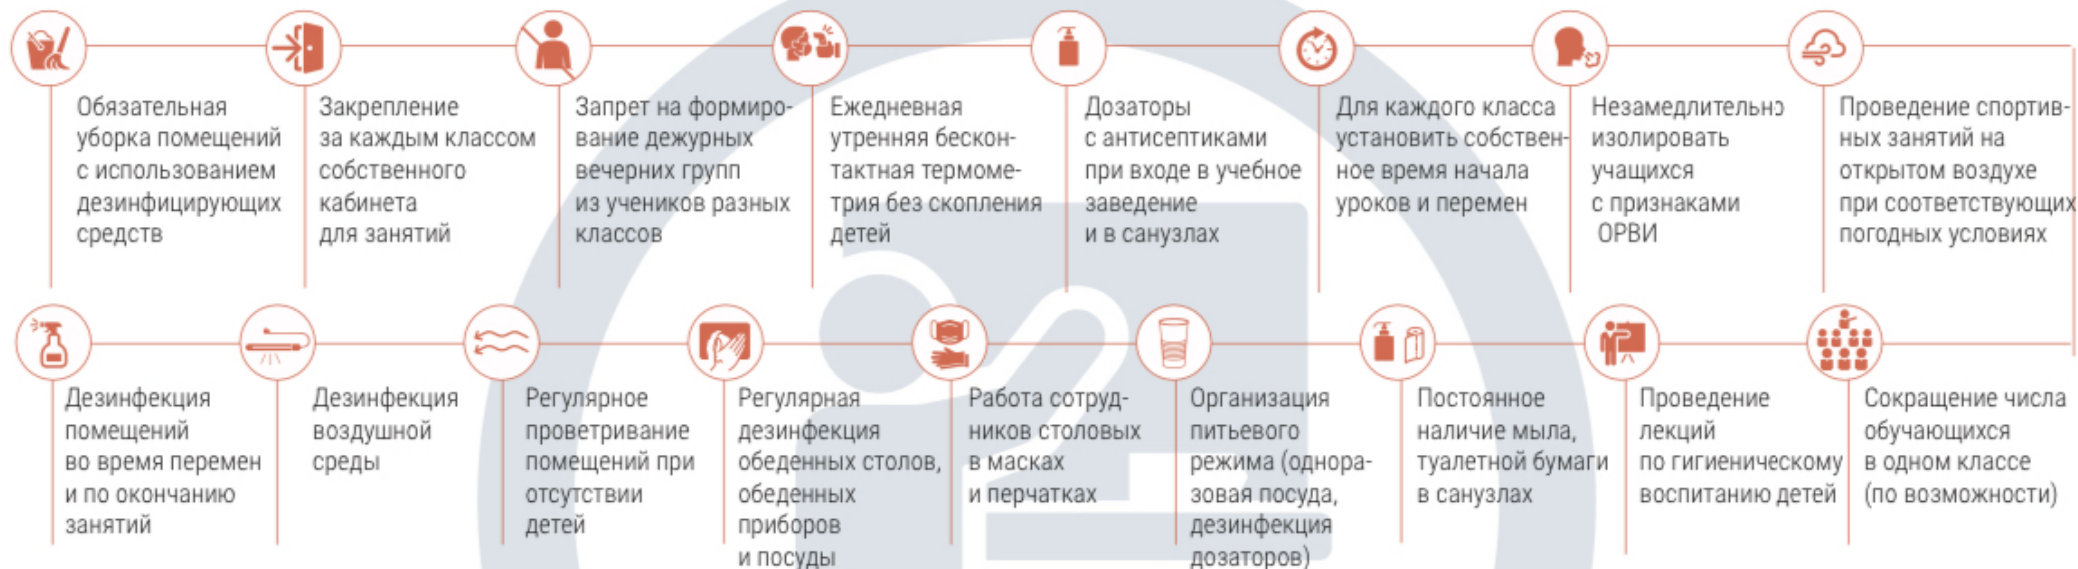 Обязательная
уборка помещений
с использованием
дезинфицирующих
средств
Закрепление
за каждым классом
собственного
кабинета
для занятий
Запрет на формиро-
вание дежурных
вечерних групп
из учеников разных
классов
Ежедневная
утренняя бескон-
тактная термоме-
трия без скопления
детей
Дозаторы
с антисептиками
при входе в учебное
заведение
и в санузлах
Для каждого класса
установить собствен-
ное время начала
уроков и перемен
Незамедлительно
изолировать
учащихся
с признаками
ОРВИ
Проведение спортив-
ных занятий на
открытом воздухе
при соответствующих
погодных условиях
Дезинфекция
помещений
во время перемен
и по окончанию
занятий
Дезинфекция
воздушной
среды
Регулярное
проветривание
помещений при
отсутствии
детей
Регулярная
дезинфекция
обеденных столов,
обеденных
приборов
и посуды
Работа сотруд-
ников столовых
в масках
и перчатках
Организация
питьевого
режима (однора-
зовая посуда,
дезинфекция
дозаторов)
Постоянное
наличие мыла,
туалетной бумаги
в санузлах
Проведение
лекций
по гигиеническому
воспитанию детей
Сокращение числа
обучающихся
в одном классе
(по возможности)